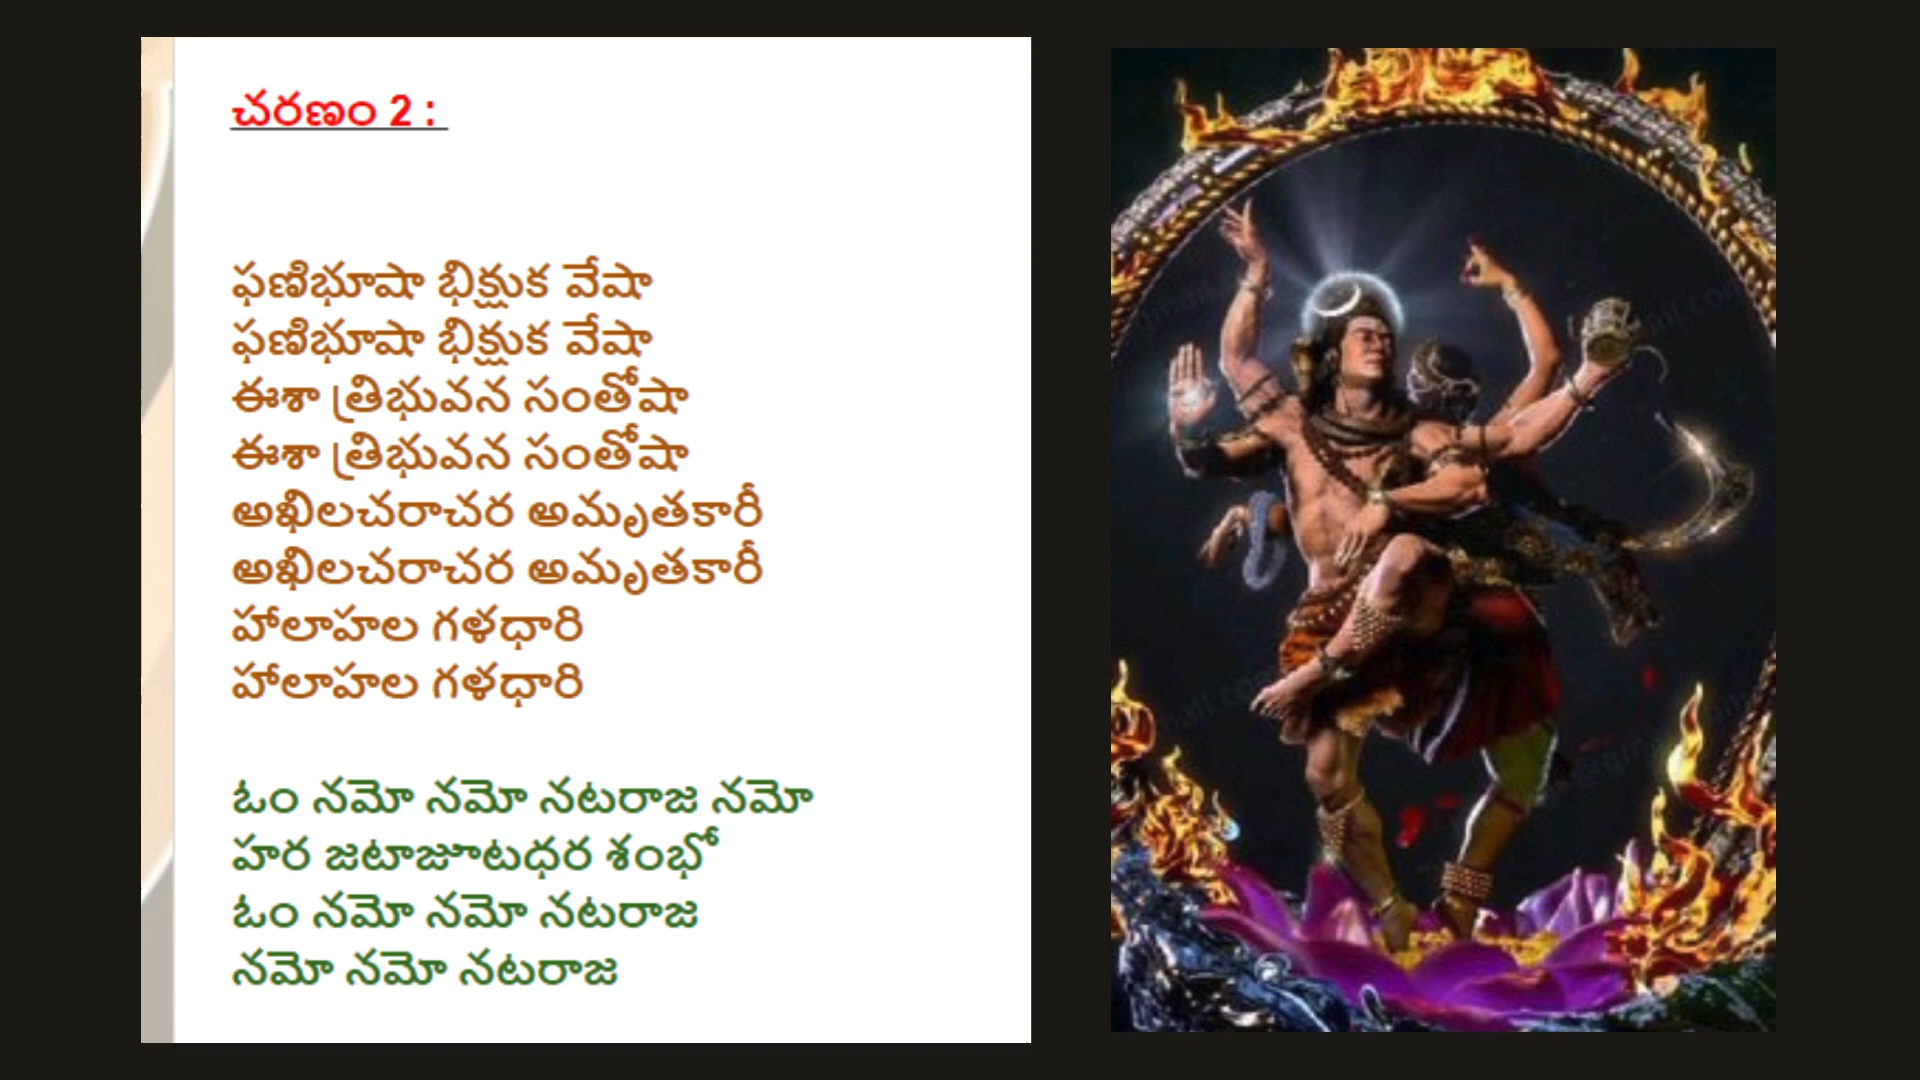 చరణం 2 :
ఫణిభూషా భిక్షుక వేషా
ఫణిభూషా భిక్షుక వేషా
ఈశా త్రిభువన సంతోషా
ఈశా త్రిభువన సంతోషా
అఖిలచరాచర అమృతకారీ
అఖిలచరాచర అమృతకారీ
హాలాహల గళధారి
హాలాహల గళధారి
ఓం నమో నమో నటరాజ నమో
హర జటాజూటధర శంభో
ఓం నమో నమో నటరాజ
నమో నమో నటరాజ